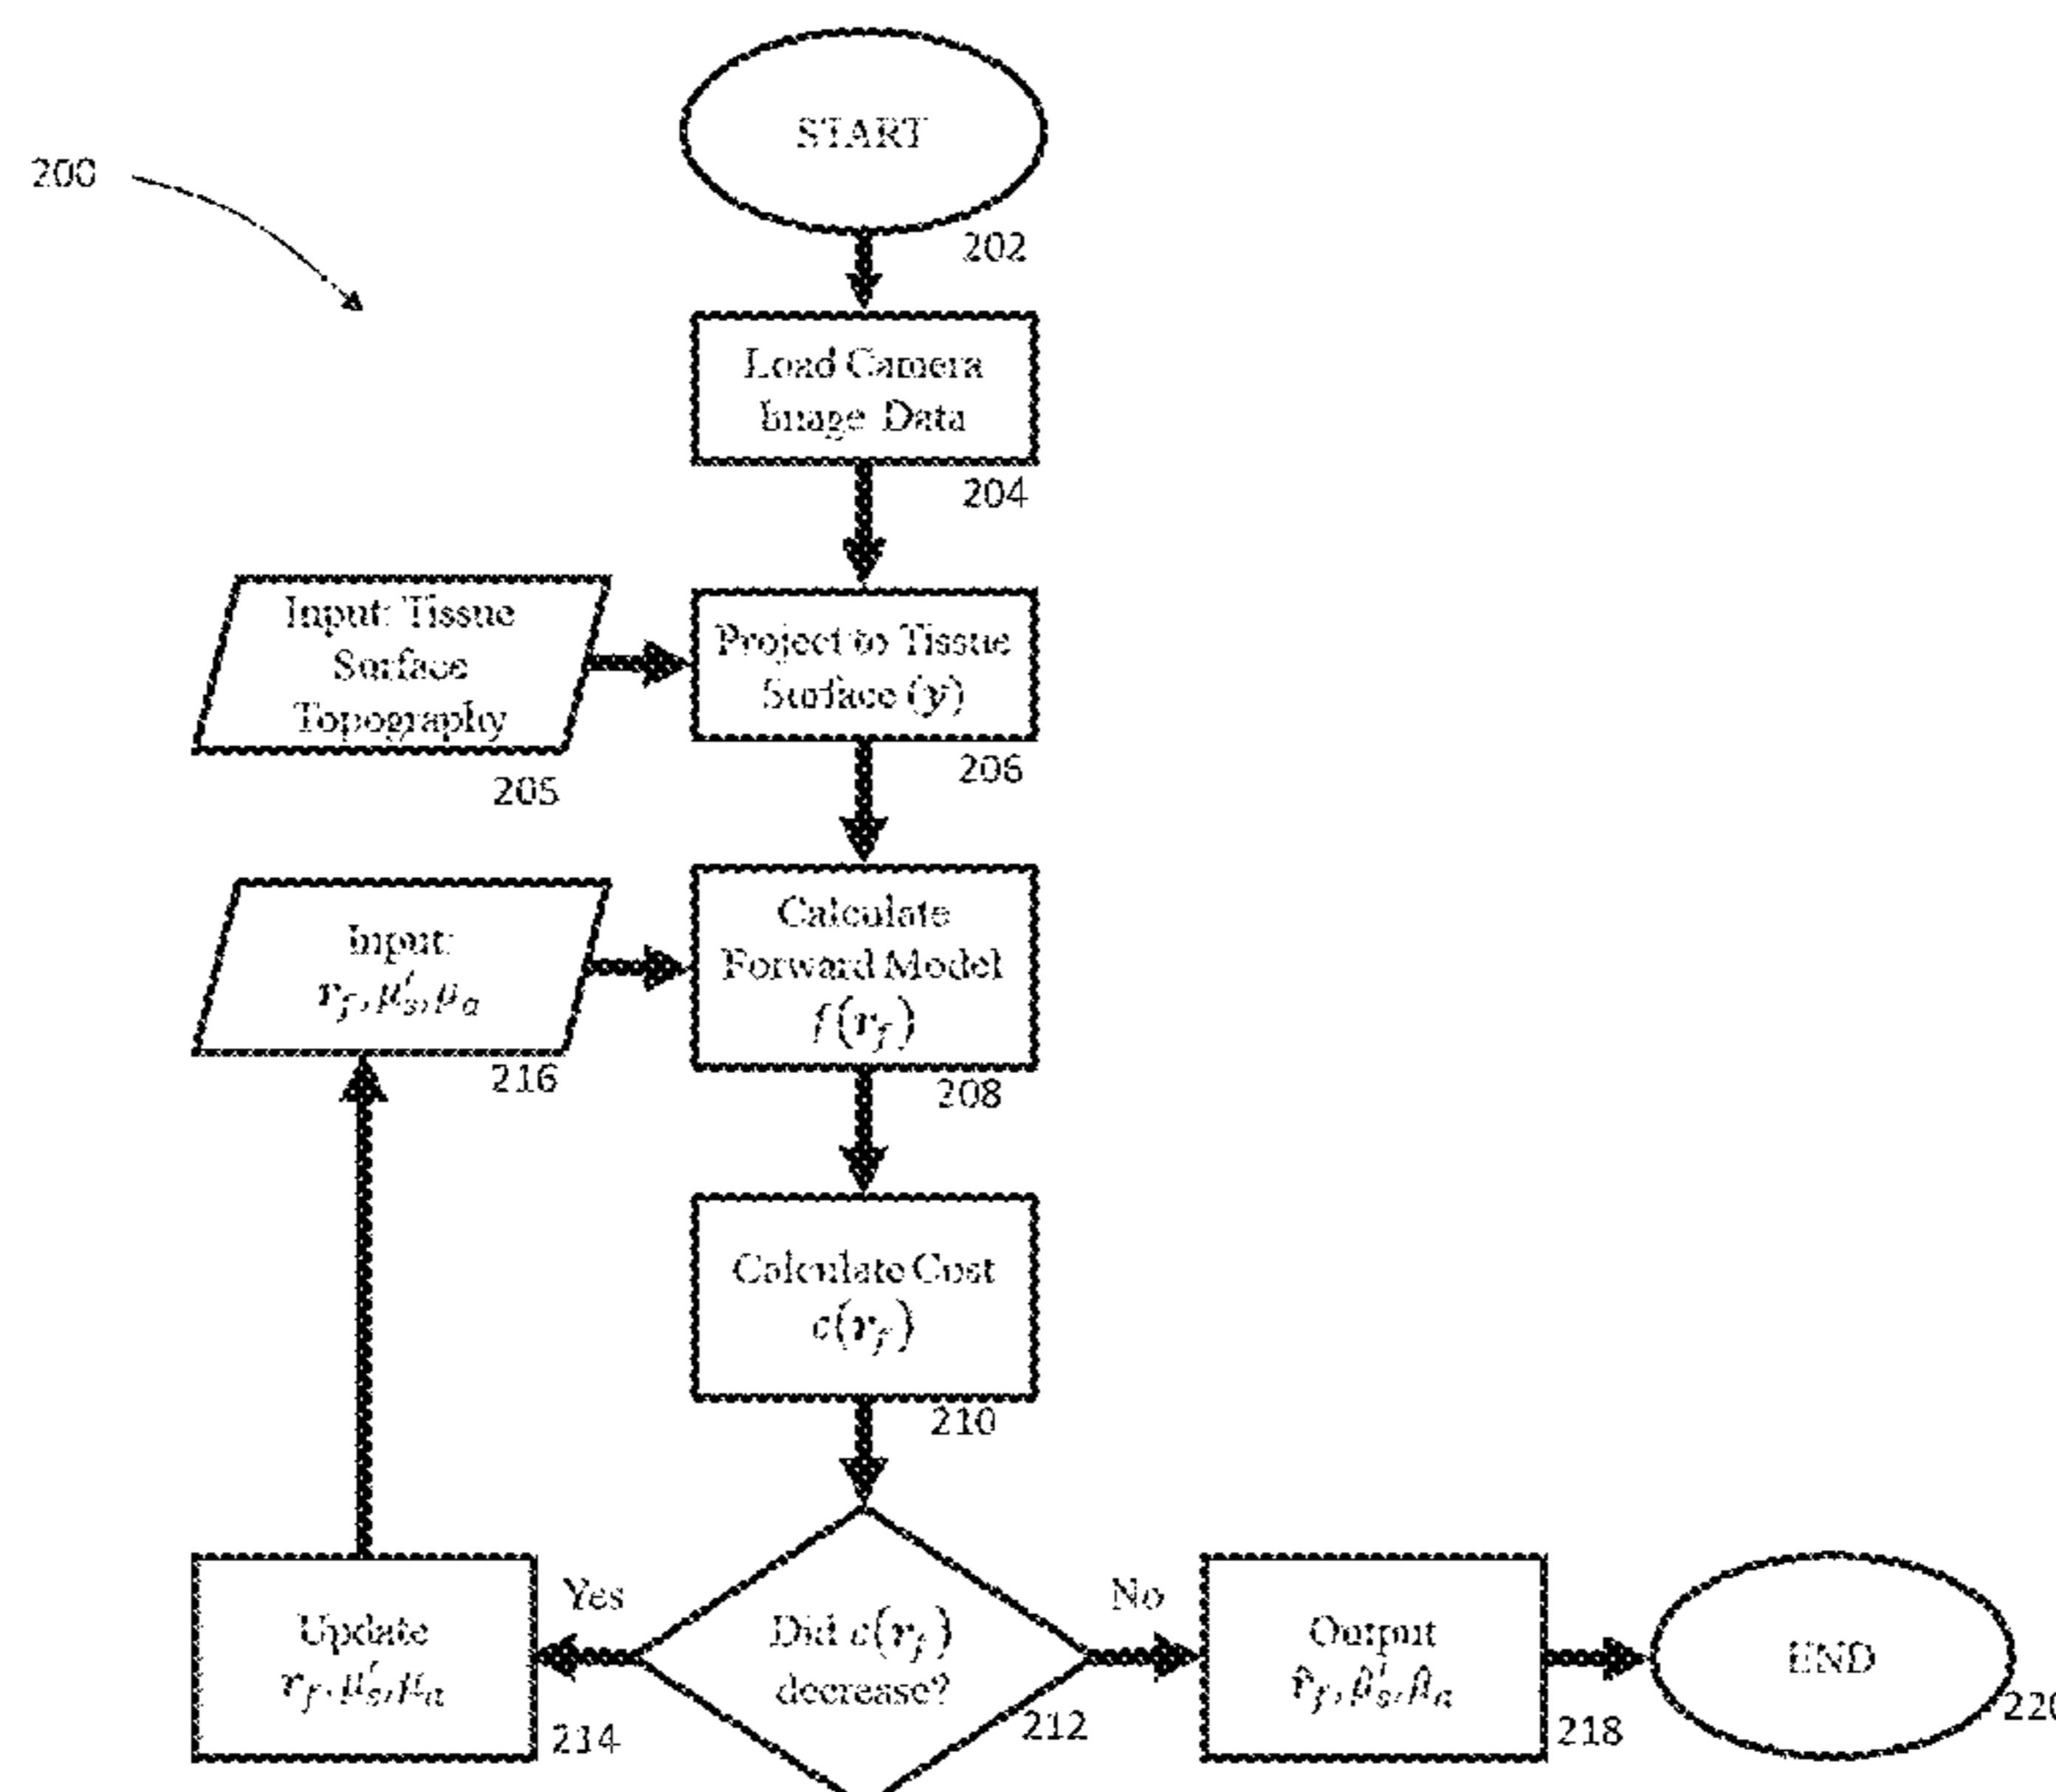 START
200
202
Load Camera
Image Data
204
Input: Tissue
Surface
Topography
205
Project to Tissue
Surface (y)
206
Input:
r_f, μ'_s, μ_a
216
Calculate
Forward Model
f(r_f)
208
Calculate Cost
c(r_f)
210
Update
r_f, μ'_s, μ_a
214
Yes
Did c(r_f)
decrease?
212
No
Output
r̂_f, μ̂'_s, μ̂_a
218
END
220